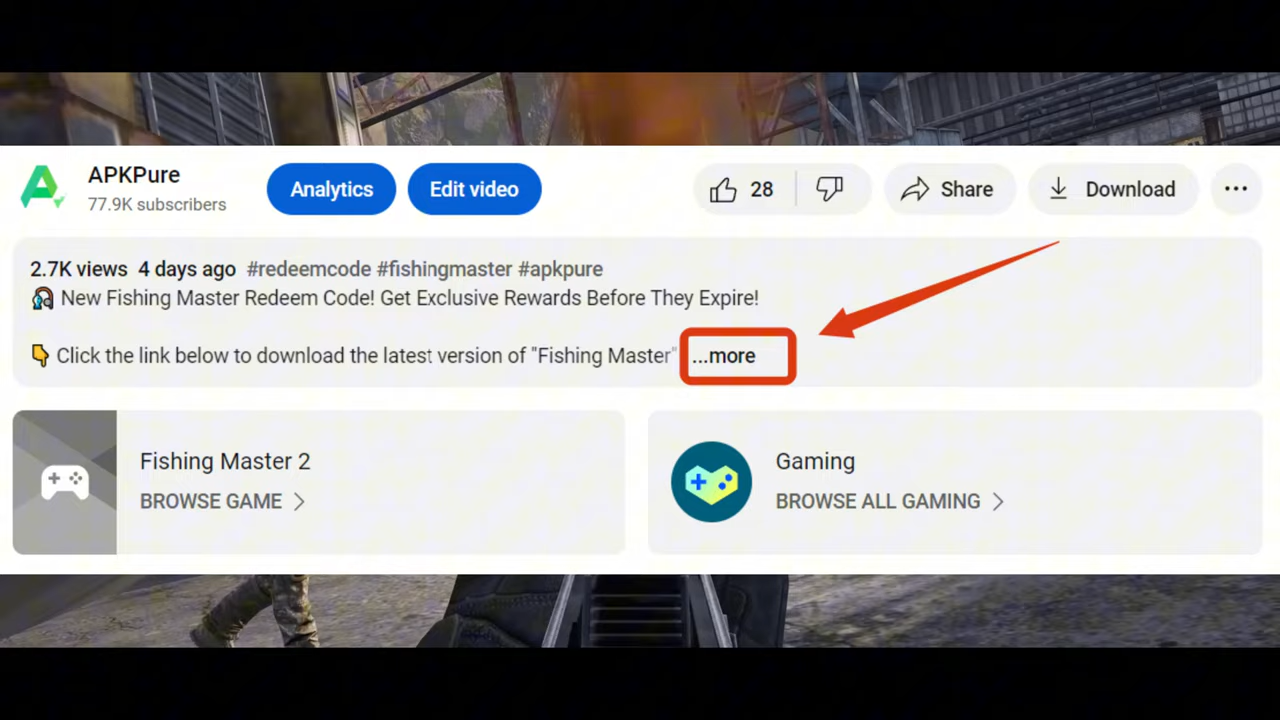 APKPure
77.9K subscribers
Analytics
Edit video
28
Share
Download
2.7K views 4 days ago #redeemcode #fishingmaster #apkpure
New Fishing Master Redeem Code! Get Exclusive Rewards Before They Expire!
Click the link below to download the latest version of "Fishing Master" ...more
Fishing Master 2
BROWSE GAME
Gaming
BROWSE ALL GAMING